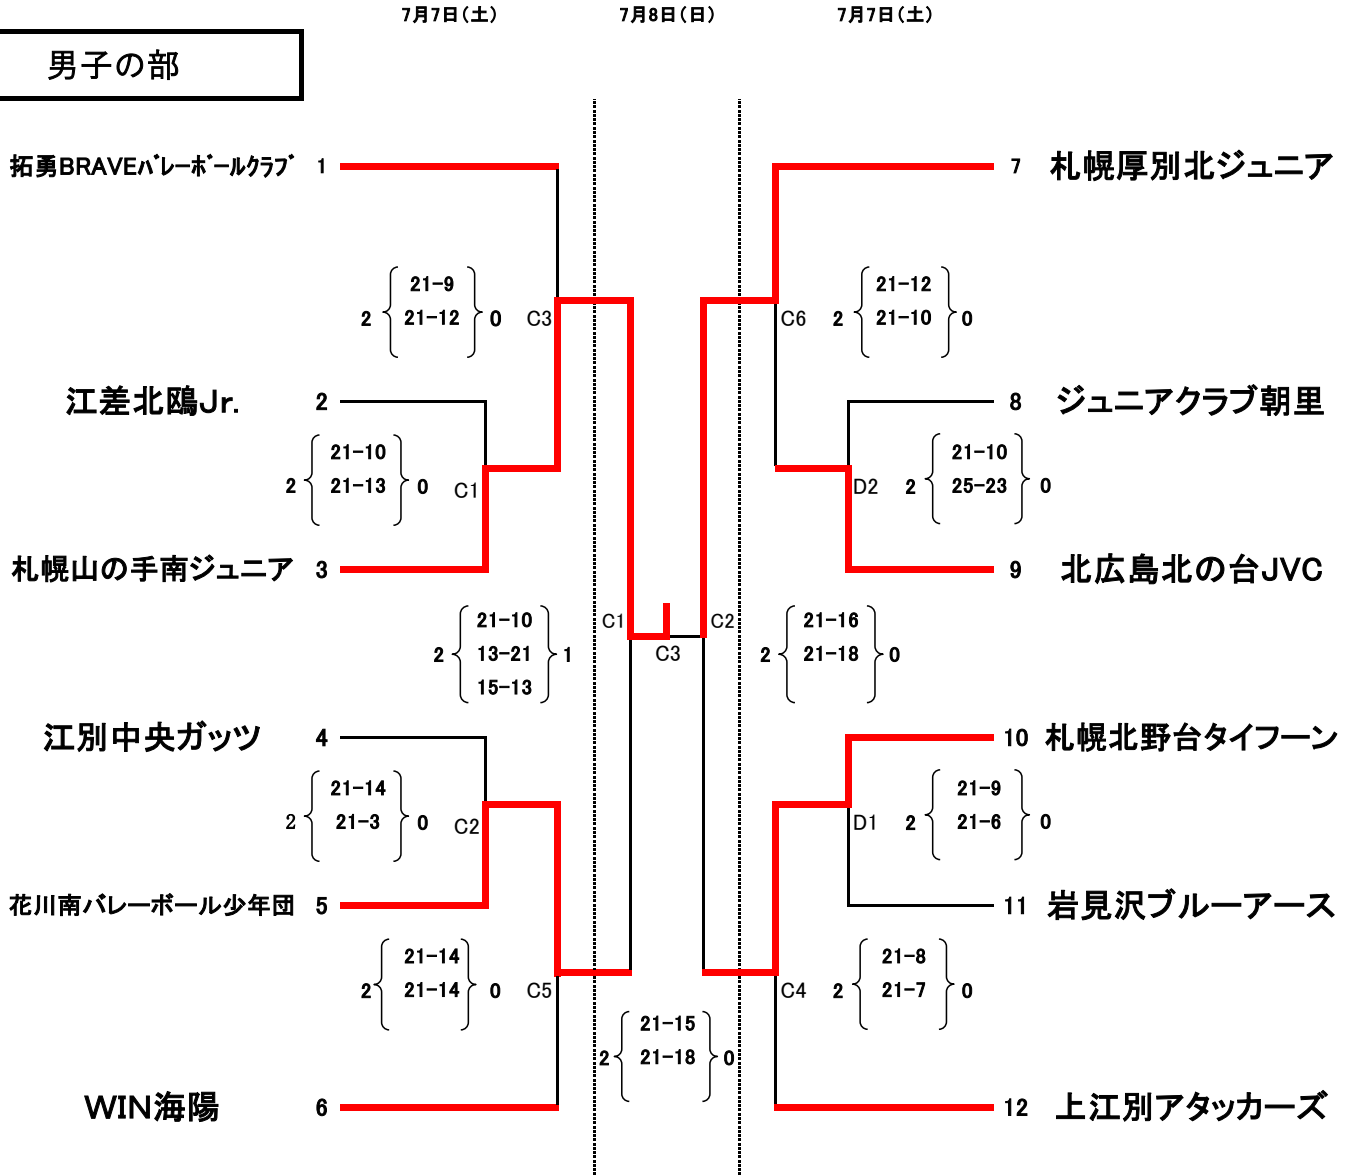 7月7日（土）
7月8日（日）
7月7日（土）
男子の部
拓勇BRAVEﾊﾞﾚｰﾎﾞｰﾙｸﾗﾌﾞ 1
7 札幌厚別北ジュニア
21-9
2 21-12 0 C3
21-12
C6 2 21-10 0
江差北鴎Jr. 2
8 ジュニアクラブ朝里
21-10
2 21-13 0 C1
21-10
D2 2 25-23 0
札幌山の手南ジュニア 3
9 北広島北の台JVC
21-10
2 13-21 1
15-13
C1
C3
C2
21-16
2 21-18 0
江別中央ガッツ 4
10 札幌北野台タイフーン
21-14
2 21-3 0 C2
21-9
D1 2 21-6 0
花川南バレーボール少年団 5
11 岩見沢ブルーアース
21-14
2 21-14 0 C5
21-8
C4 2 21-7 0
21-15
2 21-18 0
WIN海陽 6
12 上江別アタッカーズ